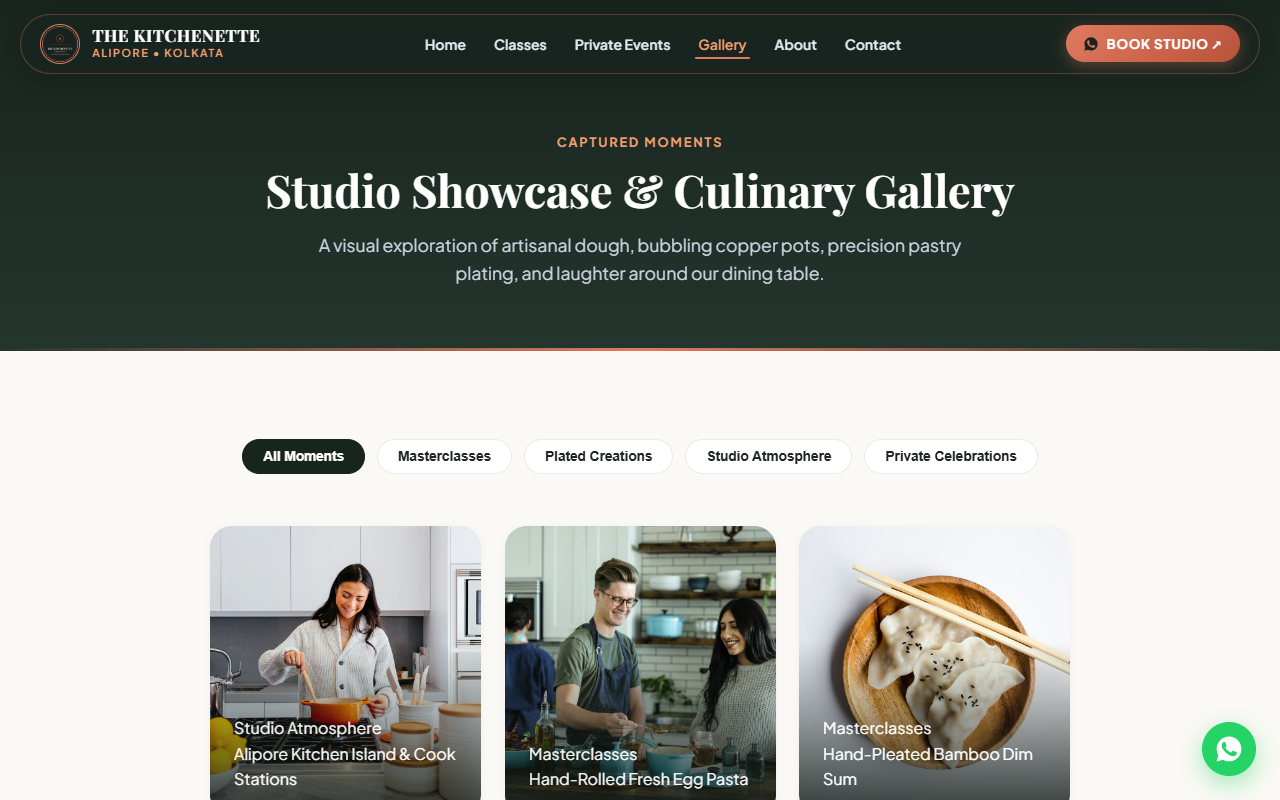 THE KITCHENETTE
ALIPORE • KOLKATA
Home
Classes
Private Events
Gallery
About
Contact
BOOK STUDIO ↗
CAPTURED MOMENTS
Studio Showcase & Culinary Gallery
A visual exploration of artisanal dough, bubbling copper pots, precision pastry
plating, and laughter around our dining table.
All Moments
Masterclasses
Plated Creations
Studio Atmosphere
Private Celebrations
Studio Atmosphere
Alipore Kitchen Island & Cook
Stations
Masterclasses
Hand-Rolled Fresh Egg Pasta
Masterclasses
Hand-Pleated Bamboo Dim
Sum